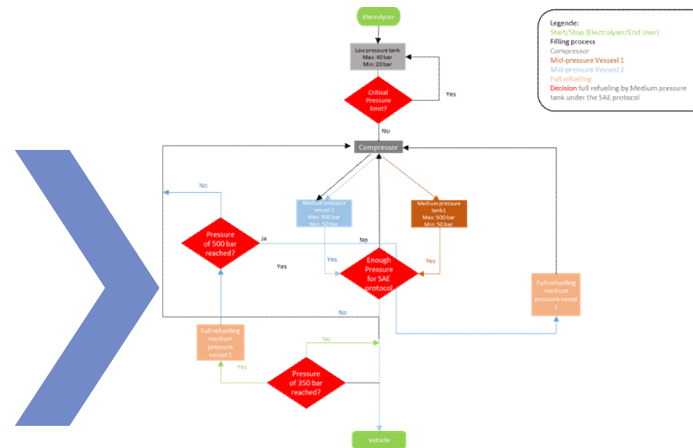 Electrolyser
Low pressure tank
Max: 40 bar
Min: 20 bar
Critical
Pressure
limit?
Yes
No
Compressor
Medium pressure
vessel 2
Max: 500 bar
Min: 50 bar
Medium pressure
tank1
Max: 500 bar
Min: 50 bar
No
Pressure
of 500 bar
reached?
Ja
No
Yes
Yes
Yes
Enough
Pressure
for SAE
protocol
Full refuelling
medium
pressure vessel
1
No
Full refuelling
medium
pressure
vessel 2
No
Yes
Pressure
of 350 bar
reached?
Vehicle
Legende:
Start/Stop (Electrolyser/End User)
Filling process
Compressor
Mid-pressure Vessesl 1
Mid-pressure Vessesl 2
Full refueling
Decision full refueling by Medium pressure
tank under the SAE protocol